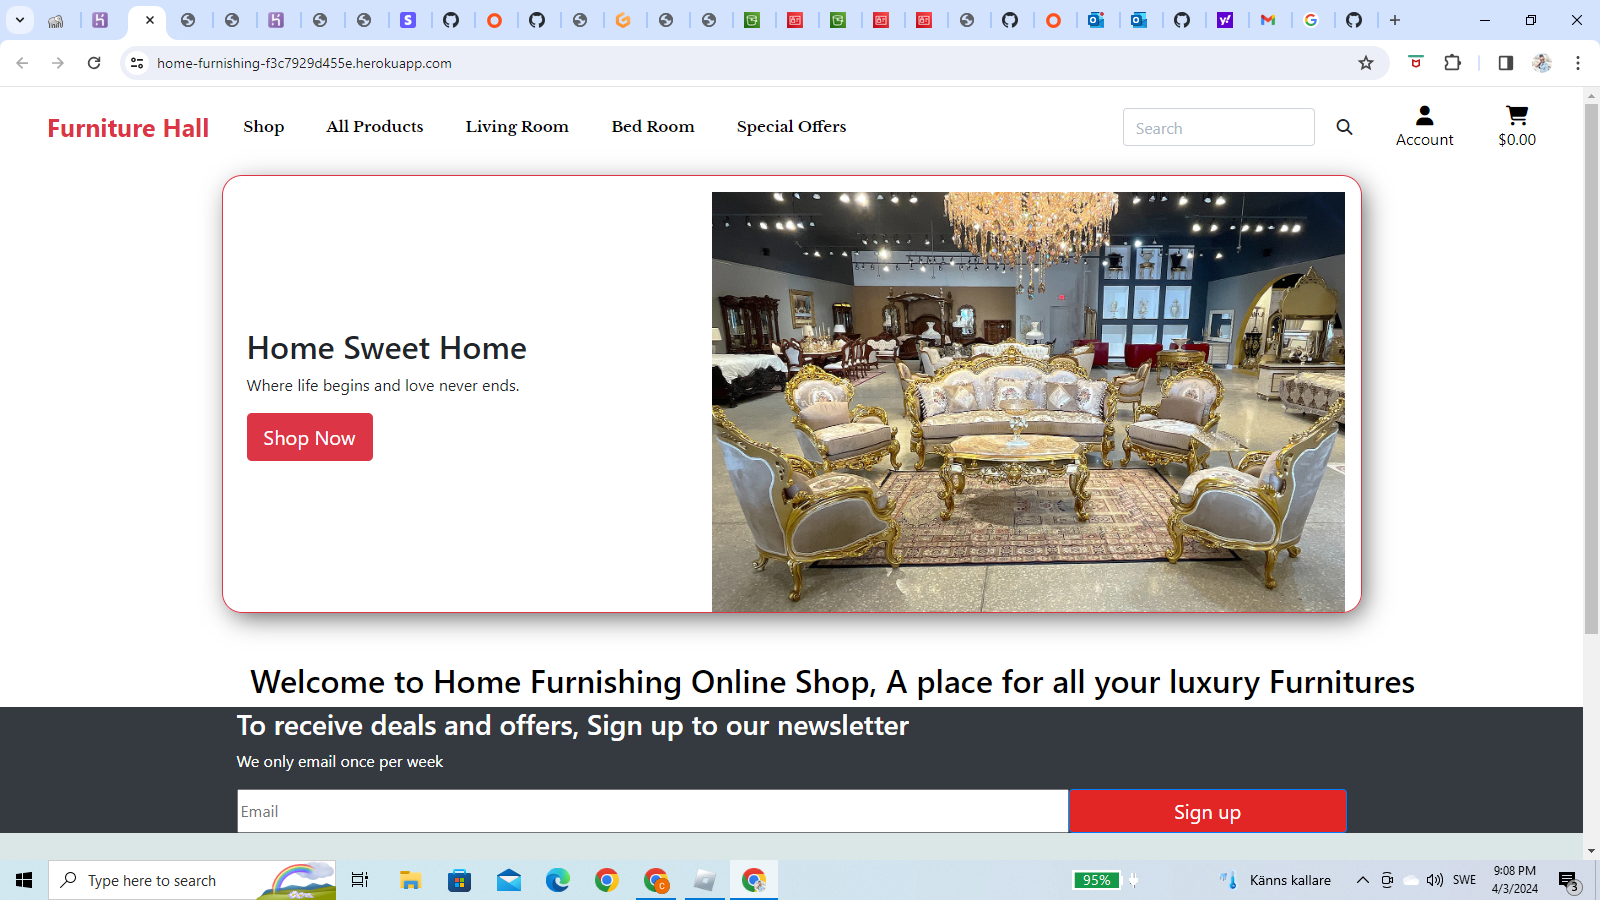 home-furnishing-f3c7929d455e.herokuapp.com
Furniture Hall
Shop
All Products
Living Room
Bed Room
Special Offers
Search
Account
$0.00
Home Sweet Home
Where life begins and love never ends.
Shop Now
Welcome to Home Furnishing Online Shop, A place for all your luxury Furnitures
To receive deals and offers, Sign up to our newsletter
We only email once per week
Email
Sign up
Type here to search
95%
Känns kallare
SWE
9:08 PM
4/3/2024
3